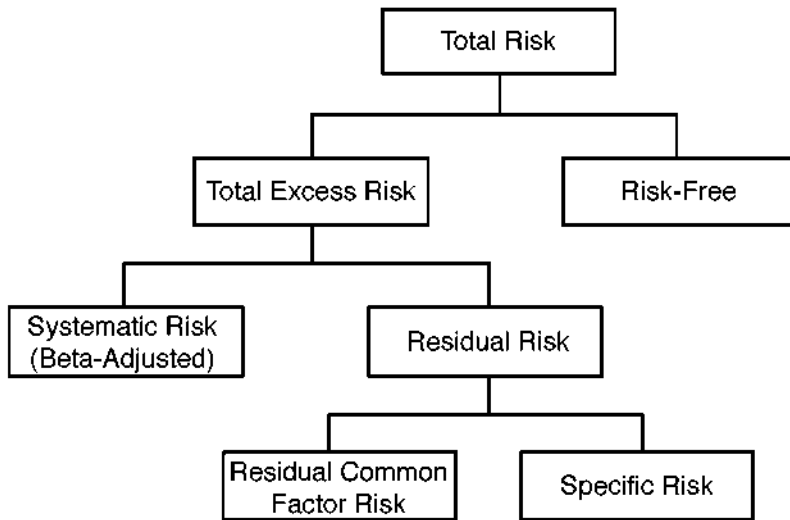 Total Risk
Total Excess Risk
Risk-Free
Systematic Risk
(Beta-Adjusted)
Residual Risk
Residual Common
Factor Risk
Specific Risk